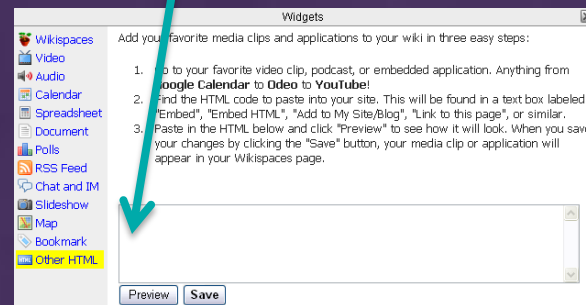 Widgets
Wikispaces
Video
Audio
Calendar
Spreadsheet
Document
Polls
RSS Feed
Chat and IM
Slideshow
Map
Bookmark
Other HTML
Add your favorite media clips and applications to your wiki in three easy steps:
1. to your favorite video clip, podcast, or embedded application. Anything from
Google Calendar to Odeo to YouTube!
2. Find the HTML code to paste into your site. This will be found in a text box labeled
"Embed", "Embed HTML", "Add to My Site/Blog", "Link to this page", or similar.
3. Paste in the HTML below and click "Preview" to see how it will look. When you save
your changes by clicking the "Save" button, your media clip or application will
appear in your Wikispaces page.
Preview Save